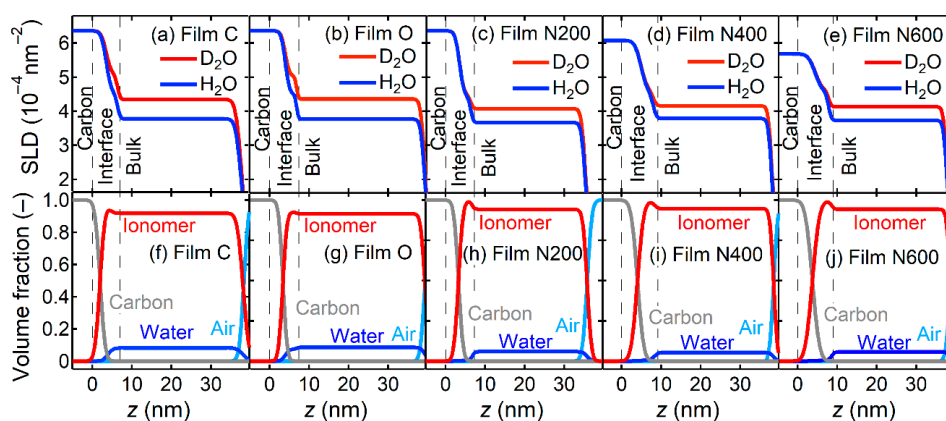 SLD (10⁻⁴nm⁻²)
6
5
4
3
2
(a) Film C
D₂O
H₂O
Carbon
Interface
Bulk
(b) Film O
D₂O
H₂O
Carbon
Interface
Bulk
(c) Film N200
D₂O
H₂O
Carbon
Interface
Bulk
(d) Film N400
D₂O
H₂O
Carbon
Interface
Bulk
(e) Film N600
D₂O
H₂O
Carbon
Interface
Bulk
Volume fraction (−)
1.0
0.8
0.6
0.4
0.2
0
Ionomer
(f) Film C
Carbon
Water
Air
Ionomer
(g) Film O
Carbon
Water
Air
Ionomer
(h) Film N200
Carbon
Water
Air
Ionomer
(i) Film N400
Carbon
Water
Air
Ionomer
(j) Film N600
Carbon
Water
0 10 20 30
0 10 20 30
0 10 20 30
0 10 20 30
0 10 20 30
z (nm)
z (nm)
z (nm)
z (nm)
z (nm)